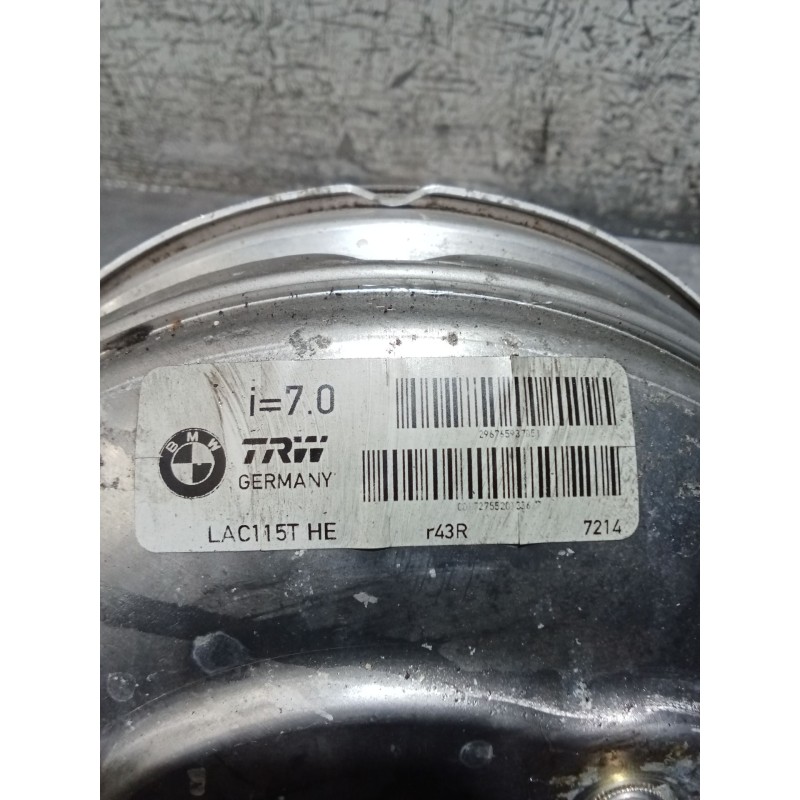 i=7.0
BMW
TRW
GERMANY
LAC115T HE r43R 7214